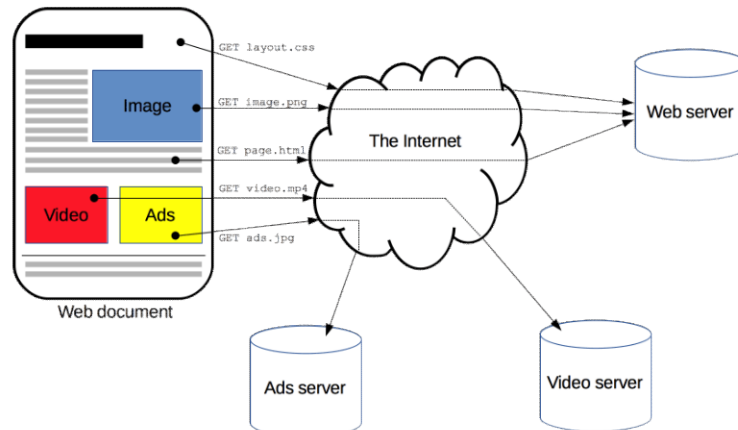 GET layout.css
Image
GET image.png
The Internet
Web server
GET page.html
Video
Ads
GET video.mp4
GET ads.jpg
Web document
Ads server
Video server